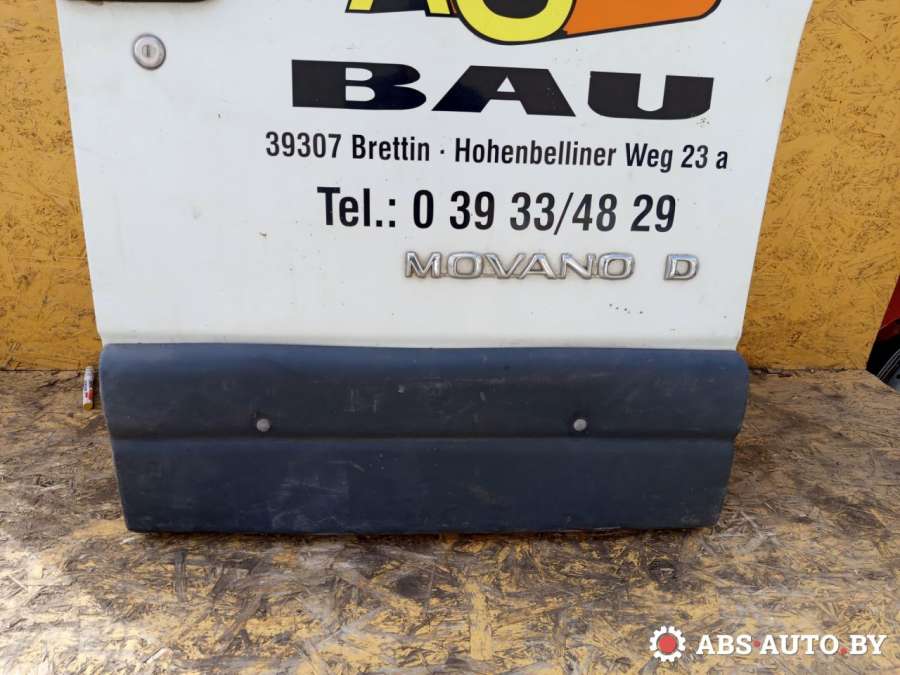 BAU
39307 Brettin · Hohenbelliner Weg 23 a
Tel.: 0 39 33/48 29
MOVANO D
ABS-AUTO.BY